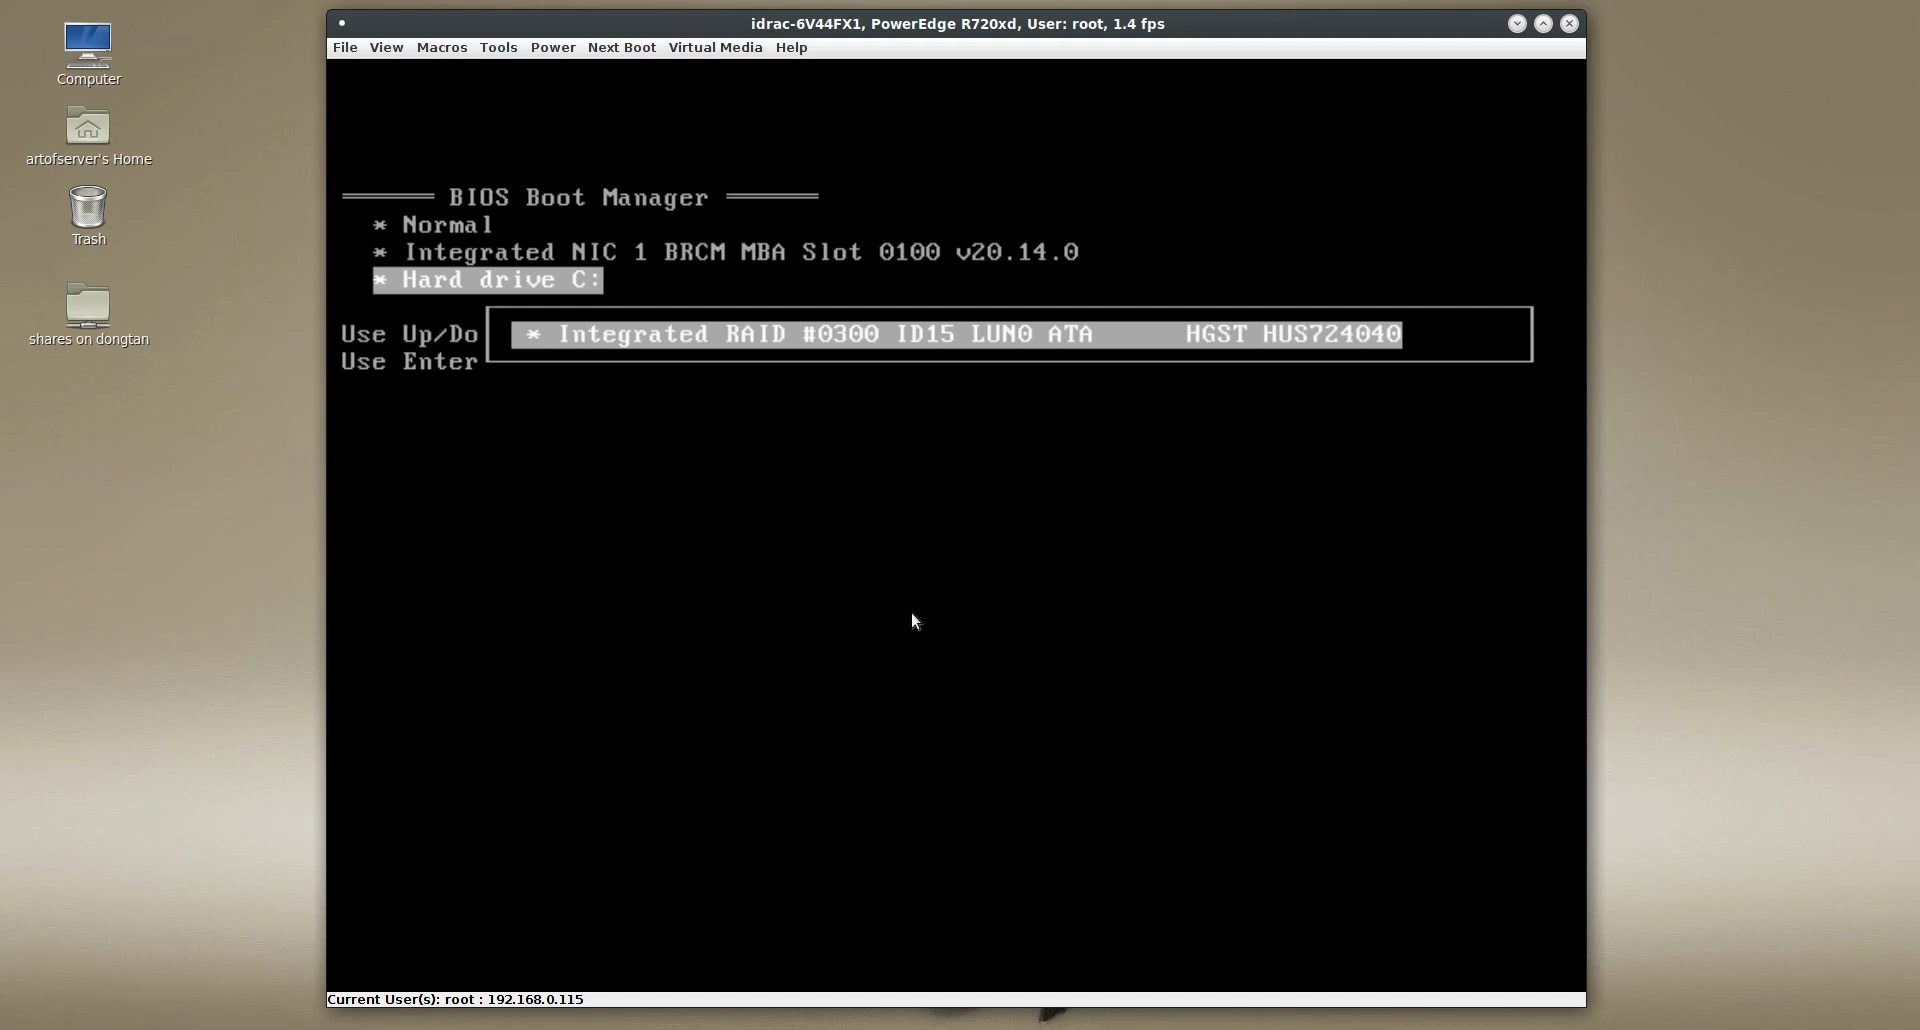 idrac-6V44FX1, PowerEdge R720xd, User: root, 1.4 fps
File View Macros Tools Power Next Boot Virtual Media Help
Computer
artofserver's Home
Trash
shares on dongtan
BIOS Boot Manager
* Normal
* Integrated NIC 1 BRCM MBA Slot 0100 v20.14.0
* Hard drive C:
Use Up/Do
* Integrated RAID #0300 ID15 LUN0 ATA HGST HUS724040
Use Enter
Current User(s): root : 192.168.0.115